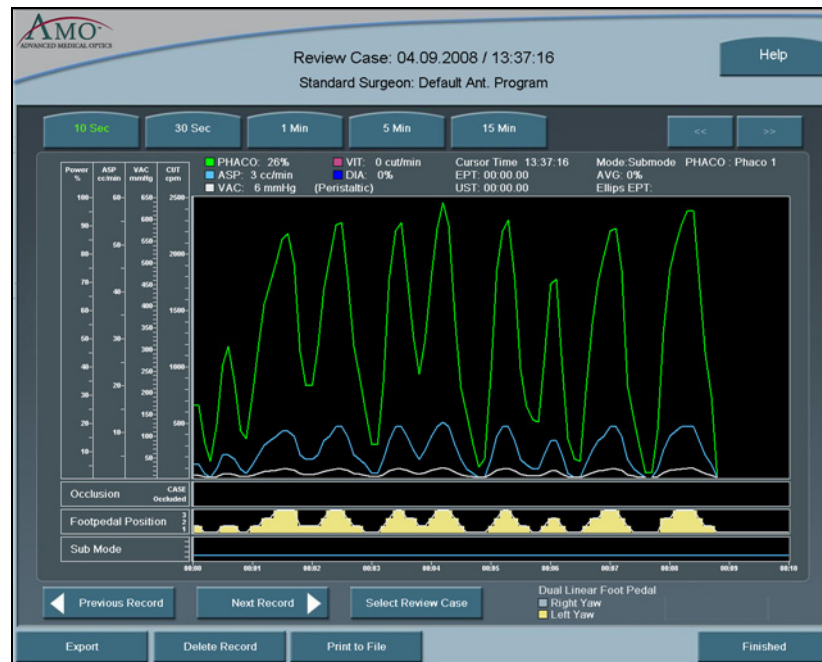 AMO
ADVANCED MEDICAL OPTICS
Review Case: 04.09.2008 / 13:37:16
Standard Surgeon: Default Ant. Program
Help
10 Sec 30 Sec 1 Min 5 Min 15 Min << >>
Power % ASP cc/min VAC mmHg CUT cpm
PHACO: 26% VIT: 0 cut/min Cursor Time 13:37:16 Mode:Submode PHACO : Phaco 1
ASP: 3 cc/min DIA: 0% EPT: 00:00.00 AVG: 0%
VAC: 6 mmHg (Peristaltic) UST: 00:00.00 Ellips EPT:
100 60 650 2500
600
90
50 550
80 2000
500
70 450
40
400
60 1500
350
50 30 300
40 250 1000
20 200
30
150
20 500
10 100
10 50
Occlusion CASE Occluded
Footpedal Position 3 2 1
Sub Mode
00:00 00:01 00:02 00:03 00:04 00:05 00:06 00:07 00:08 00:09 00:10
Previous Record Next Record Select Review Case
Dual Linear Foot Pedal
Right Yaw
Left Yaw
Export Delete Record Print to File Finished